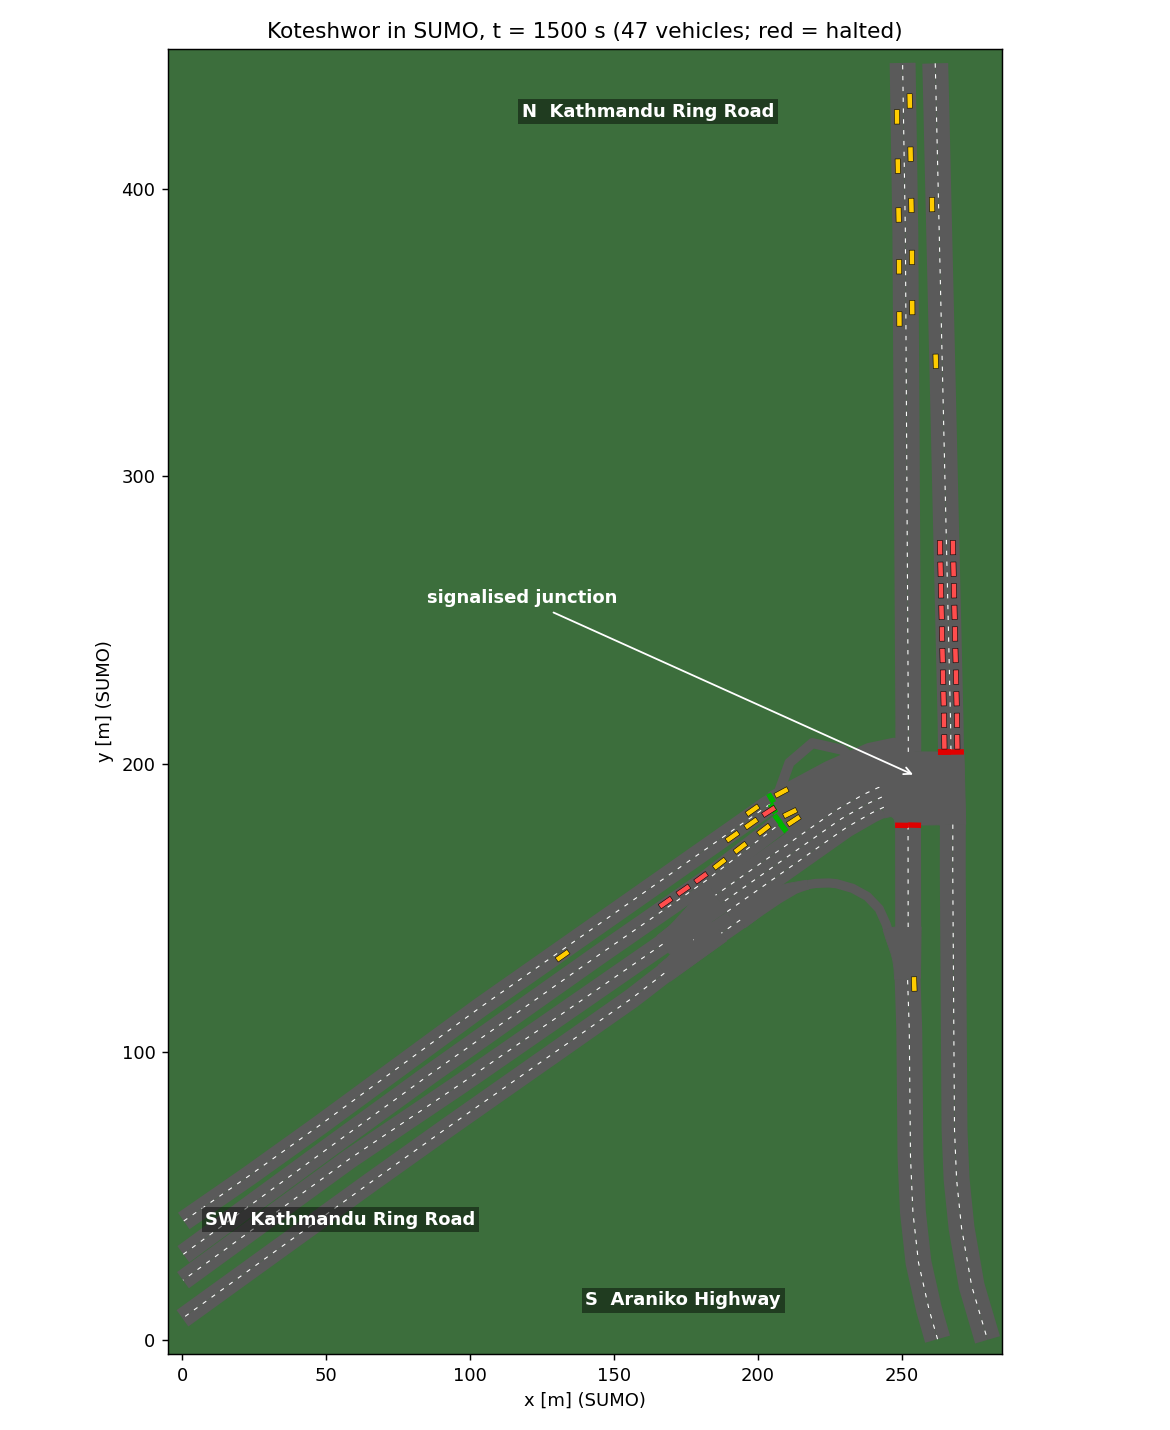 Koteshwor in SUMO, t = 1500 s (47 vehicles; red = halted)
N  Kathmandu Ring Road
400
300
signalised junction
y [m] (SUMO)
200
100
SW  Kathmandu Ring Road
S  Araniko Highway
0
0 50 100 150 200 250
x [m] (SUMO)